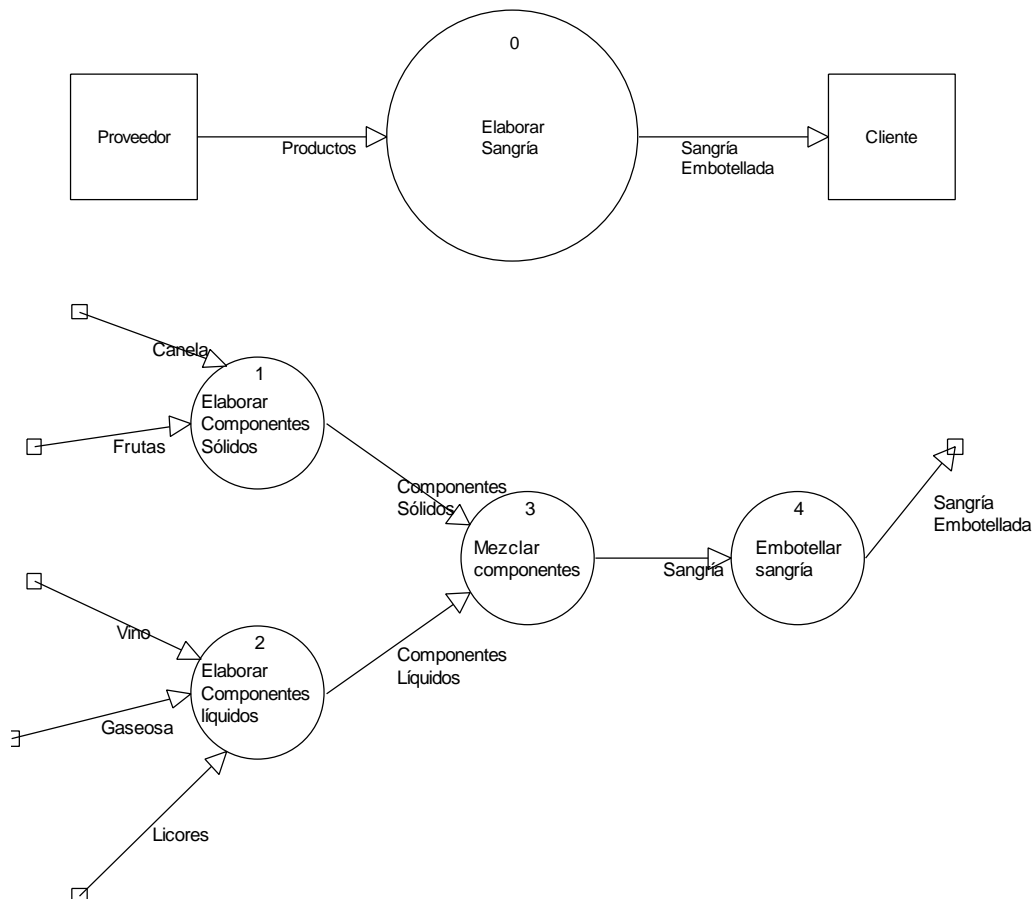 0
Proveedor
Productos
Elaborar
Sangría
Sangría
Embotellada
Cliente
Canela
1
Elaborar
Componentes
Sólidos
Frutas
Componentes
Sólidos
3
Mezclar
componentes
Sangría
4
Embotellar
sangría
Sangría
Embotellada
Vino
2
Elaborar
Componentes
líquidos
Componentes
Líquidos
Gaseosa
Licores